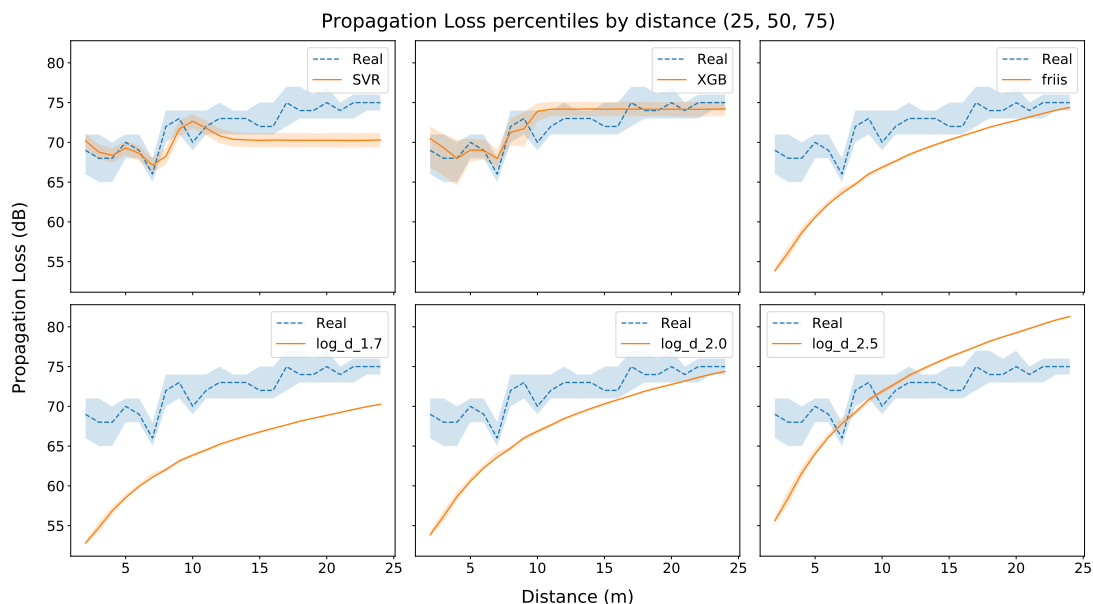 Propagation Loss percentiles by distance (25, 50, 75)
Propagation Loss (dB)
80
75
70
65
60
55
Real
SVR
Real
XGB
Real
friis
80
75
70
65
60
55
Real
log_d_1.7
Real
log_d_2.0
Real
log_d_2.5
5 10 15 20 25
5 10 15 20 25
5 10 15 20 25
Distance (m)